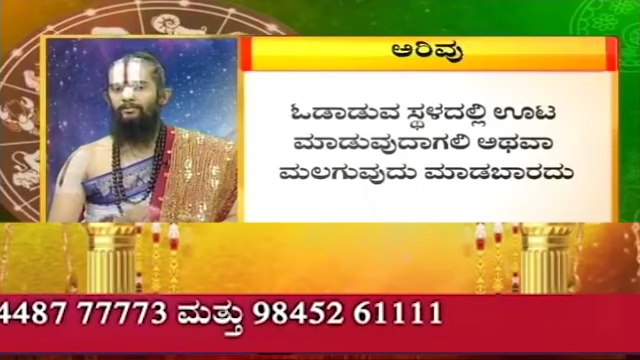 ಅರಿವು
ಓಡಾಡುವ ಸ್ಥಳದಲ್ಲಿ ಊಟ
ಮಾಡುವುದಾಗಲಿ ಅಥವಾ
ಮಲಗುವುದು ಮಾಡಬಾರದು
4487 77773 ಮತ್ತು 98452 61111